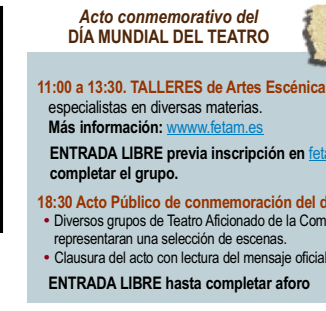 Acto conmemorativo del
DÍA MUNDIAL DEL TEATRO
11:00 a 13:30. TALLERES de Artes Escénica
especialistas en diversas materias.
Más información: wwww.fetam.es
ENTRADA LIBRE previa inscripción en feta
completar el grupo.
18:30 Acto Público de conmemoración del d
• Diversos grupos de Teatro Aficionado de la Com
representaran una selección de escenas.
• Clausura del acto con lectura del mensaje oficial
ENTRADA LIBRE hasta completar aforo